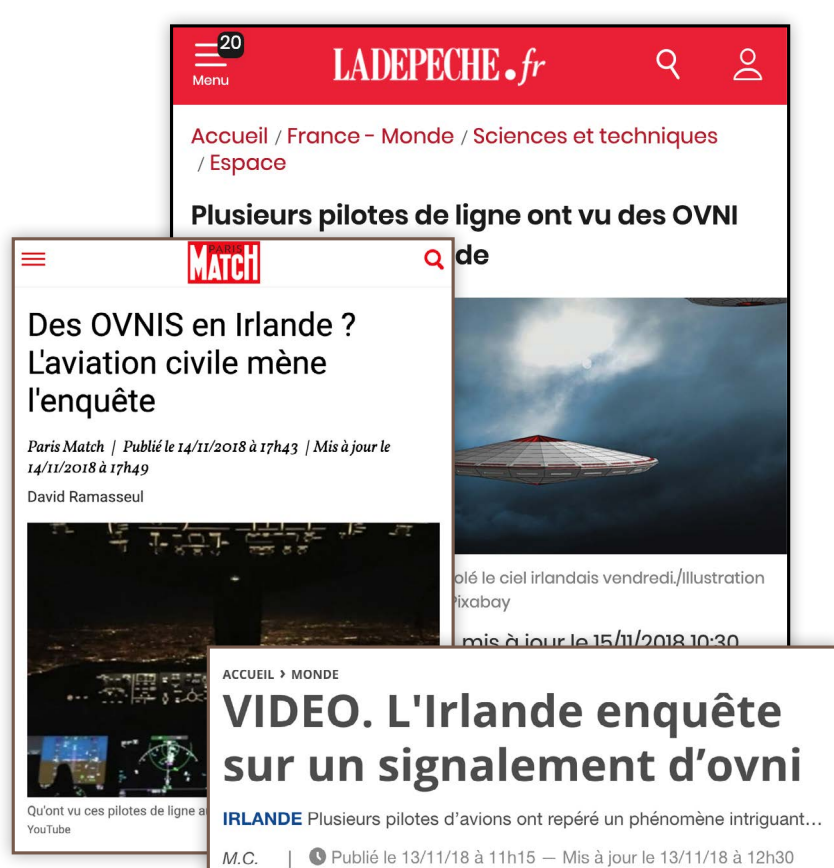 20
Menu
LADEPECHE.fr
Accueil / France - Monde / Sciences et techniques
/ Espace
Plusieurs pilotes de ligne ont vu des OVNI
de
olé le ciel irlandais vendredi./Illustration
Pixabay
mis à jour le 15/11/2018 10:30
PARIS
MATCH
Des OVNIS en Irlande ?
L'aviation civile mène
l'enquête
Paris Match | Publié le 14/11/2018 à 17h43 | Mis à jour le
14/11/2018 à 17h49
David Ramasseul
Qu'ont vu ces pilotes de ligne
YouTube
ACCUEIL › MONDE
VIDEO. L'Irlande enquête
sur un signalement d’ovni
IRLANDE Plusieurs pilotes d’avions ont repéré un phénomène intriguant…
M.C. | Publié le 13/11/18 à 11h15 — Mis à jour le 13/11/18 à 12h30